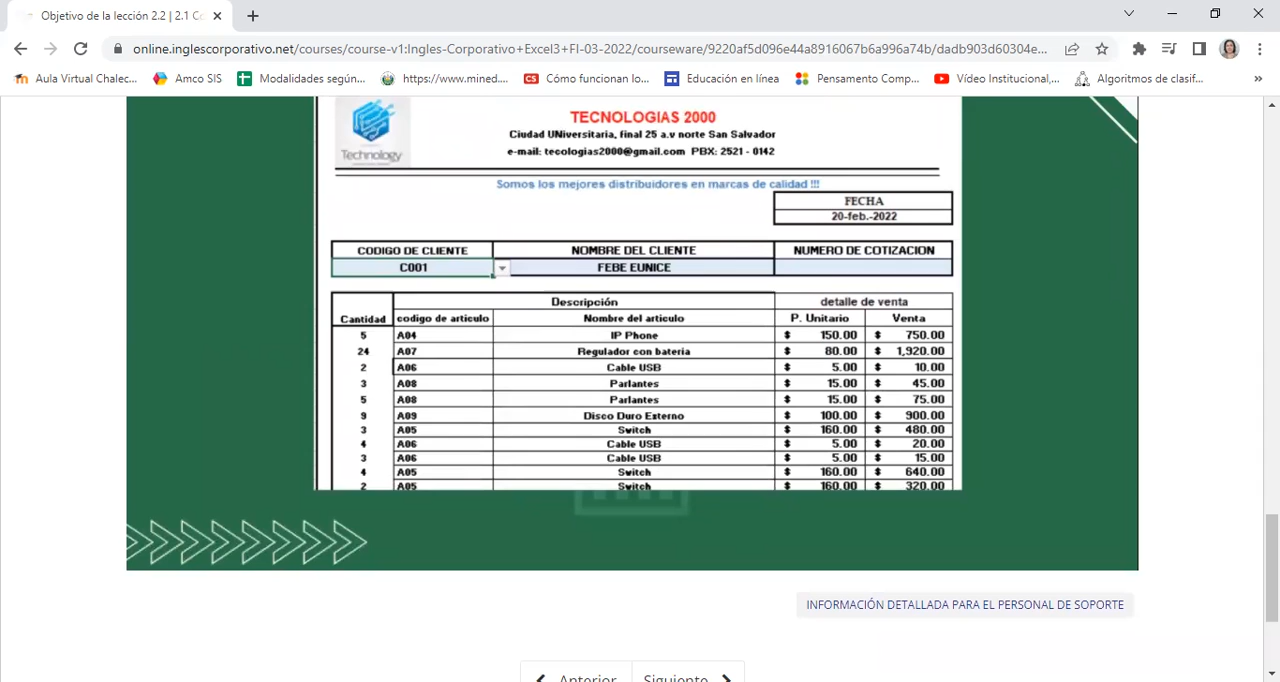 Objetivo de la lección 2.2 | 2.1 Co
online.inglescorporativo.net/courses/course-v1:Ingles-Corporativo+Excel3+FI-03-2022/courseware/9220af5d096e44a8916067b6a996a74b/dadb903d60304e...
Aula Virtual Chalec... Amco SIS Modalidades según... https://www.mined.... CS Cómo funcionan lo... Educación en línea Pensamento Comp... Vídeo Institucional,... Algoritmos de clasif... »
Technology
TECNOLOGIAS 2000
Ciudad UNiversitaria, final 25 a.v norte San Salvador
e-mail: tecologias2000@gmail.com PBX: 2521 - 0142
Somos los mejores distribuidores en marcas de calidad !!!
FECHA
20-feb.-2022
CODIGO DE CLIENTE NOMBRE DEL CLIENTE NUMERO DE COTIZACION
C001 FEBE EUNICE
Descripción detalle de venta
Cantidad codigo de articulo Nombre del articulo P. Unitario Venta
5 A04 IP Phone $ 150.00 $ 750.00
24 A07 Regulador con bateria $ 80.00 $ 1,920.00
2 A06 Cable USB $ 5.00 $ 10.00
3 A08 Parlantes $ 15.00 $ 45.00
5 A08 Parlantes $ 15.00 $ 75.00
9 A09 Disco Duro Externo $ 100.00 $ 900.00
3 A05 Switch $ 160.00 $ 480.00
4 A06 Cable USB $ 5.00 $ 20.00
3 A06 Cable USB $ 5.00 $ 15.00
4 A05 Switch $ 160.00 $ 640.00
2 A05 Switch $ 160.00 $ 320.00
INFORMACIÓN DETALLADA PARA EL PERSONAL DE SOPORTE
Anterior Siguiente